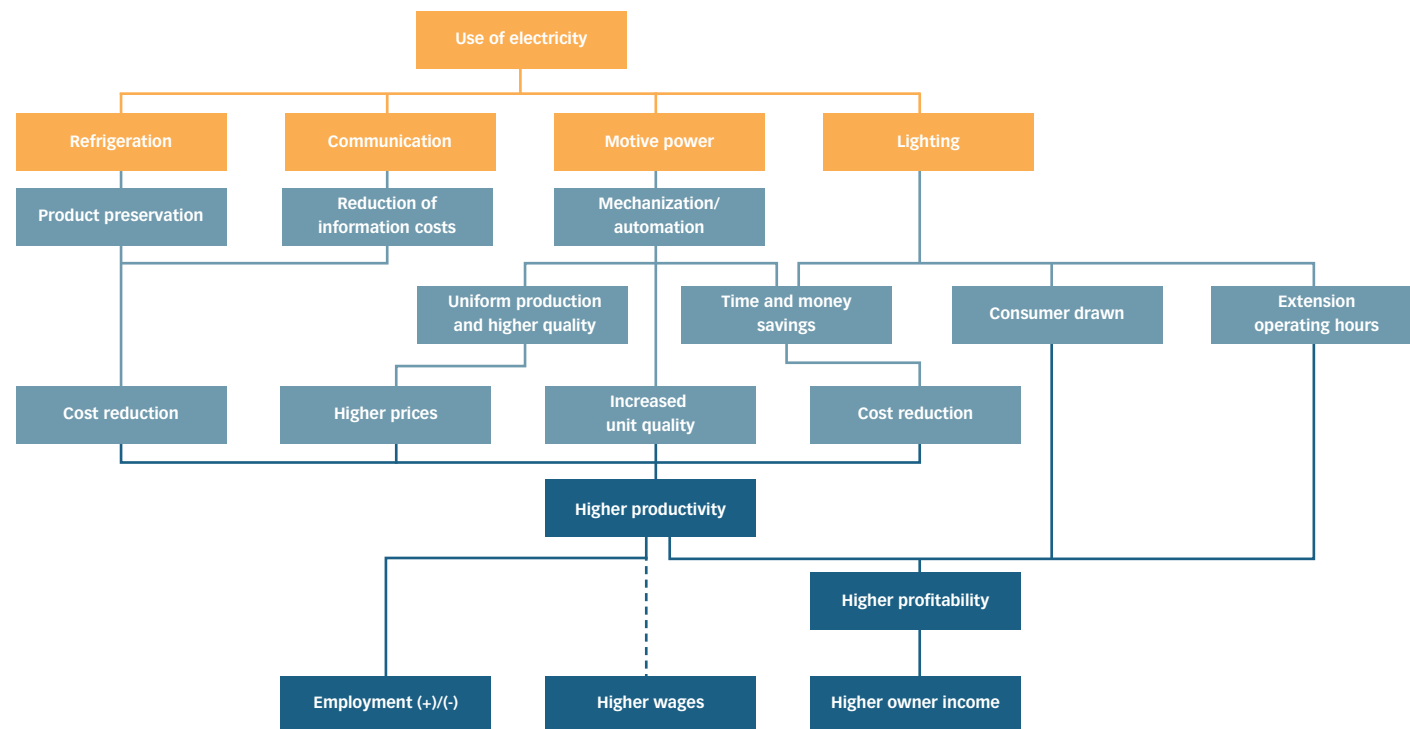 Use of electricity
Refrigeration
Communication
Motive power
Lighting
Product preservation
Reduction of
information costs
Mechanization/
automation
Uniform production
and higher quality
Time and money
savings
Consumer drawn
Extension
operating hours
Cost reduction
Higher prices
Increased
unit quality
Cost reduction
Higher productivity
Higher profitability
Employment (+)/(-)
Higher wages
Higher owner income